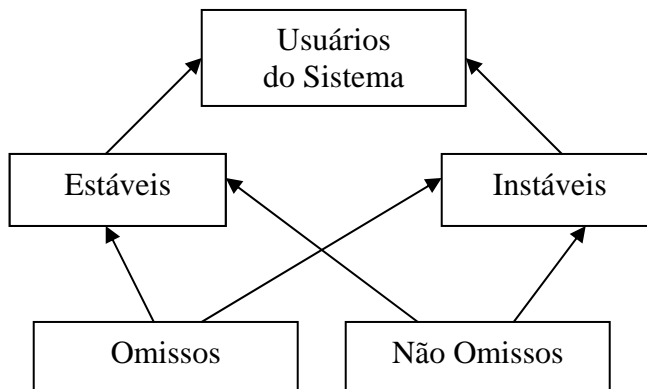 Usuários
do Sistema
Estáveis
Instáveis
Omissos
Não Omissos